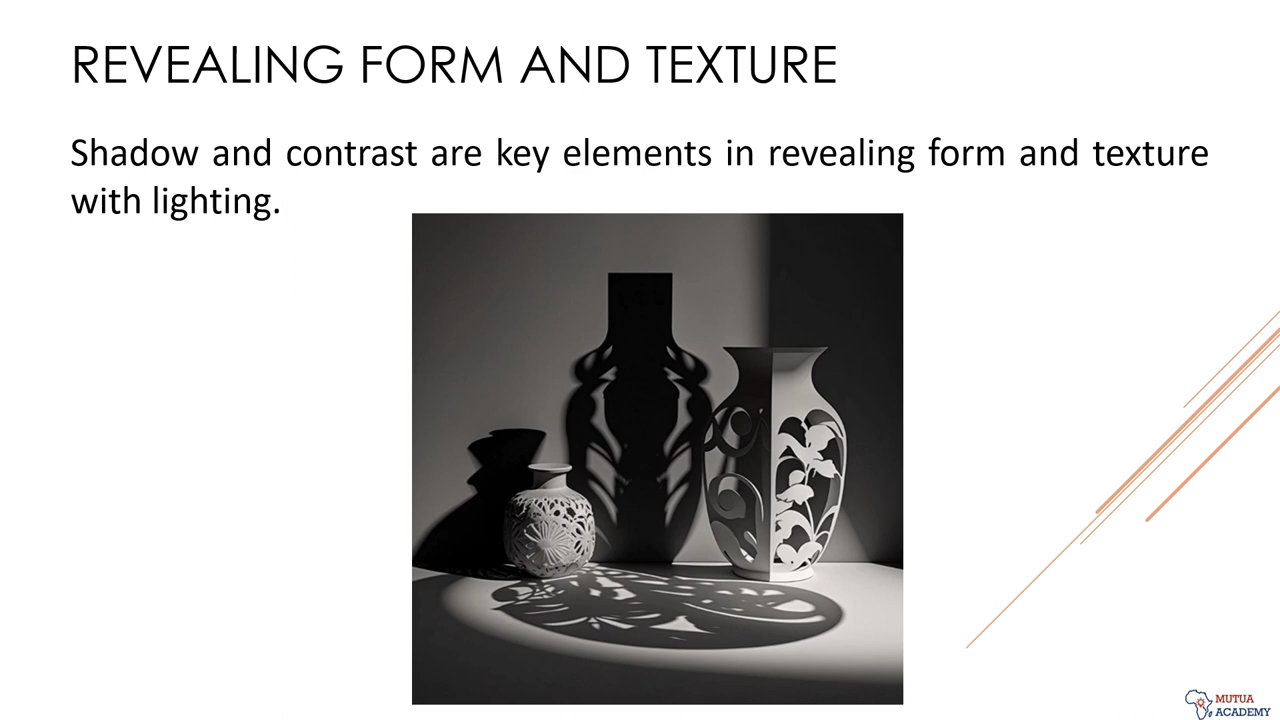 REVEALING FORM AND TEXTURE
Shadow and contrast are key elements in revealing form and texture
with lighting.
MUTUA
ACADEMY